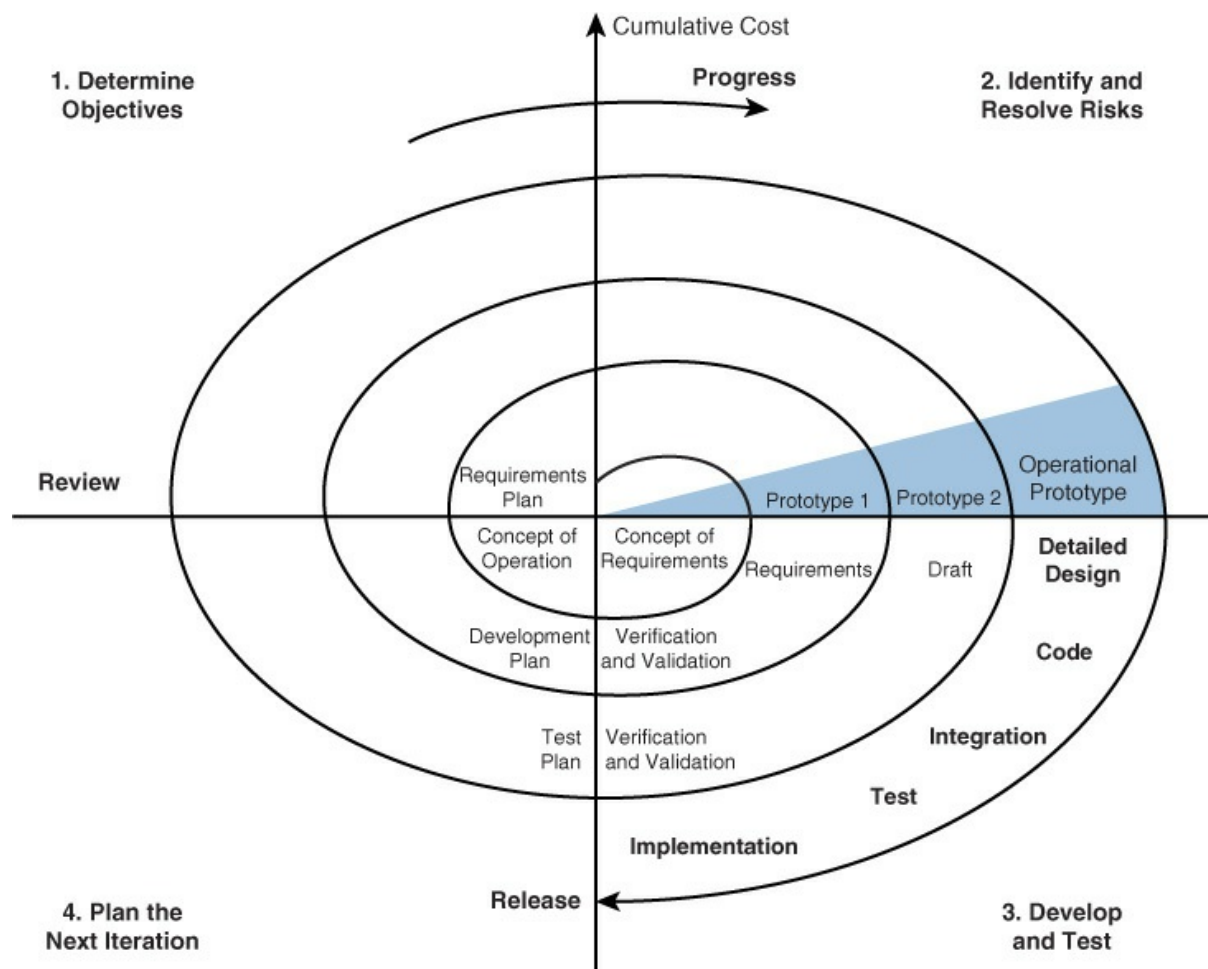 Cumulative Cost
1. Determine
Objectives
Progress
2. Identify and
Resolve Risks
Review
Requirements
Plan
Prototype 1
Prototype 2
Operational
Prototype
Concept of
Operation
Concept of
Requirements
Requirements
Draft
Detailed
Design
Development
Plan
Verification
and Validation
Code
Test
Plan
Verification
and Validation
Integration
Test
Implementation
Release
4. Plan the
Next Iteration
3. Develop
and Test